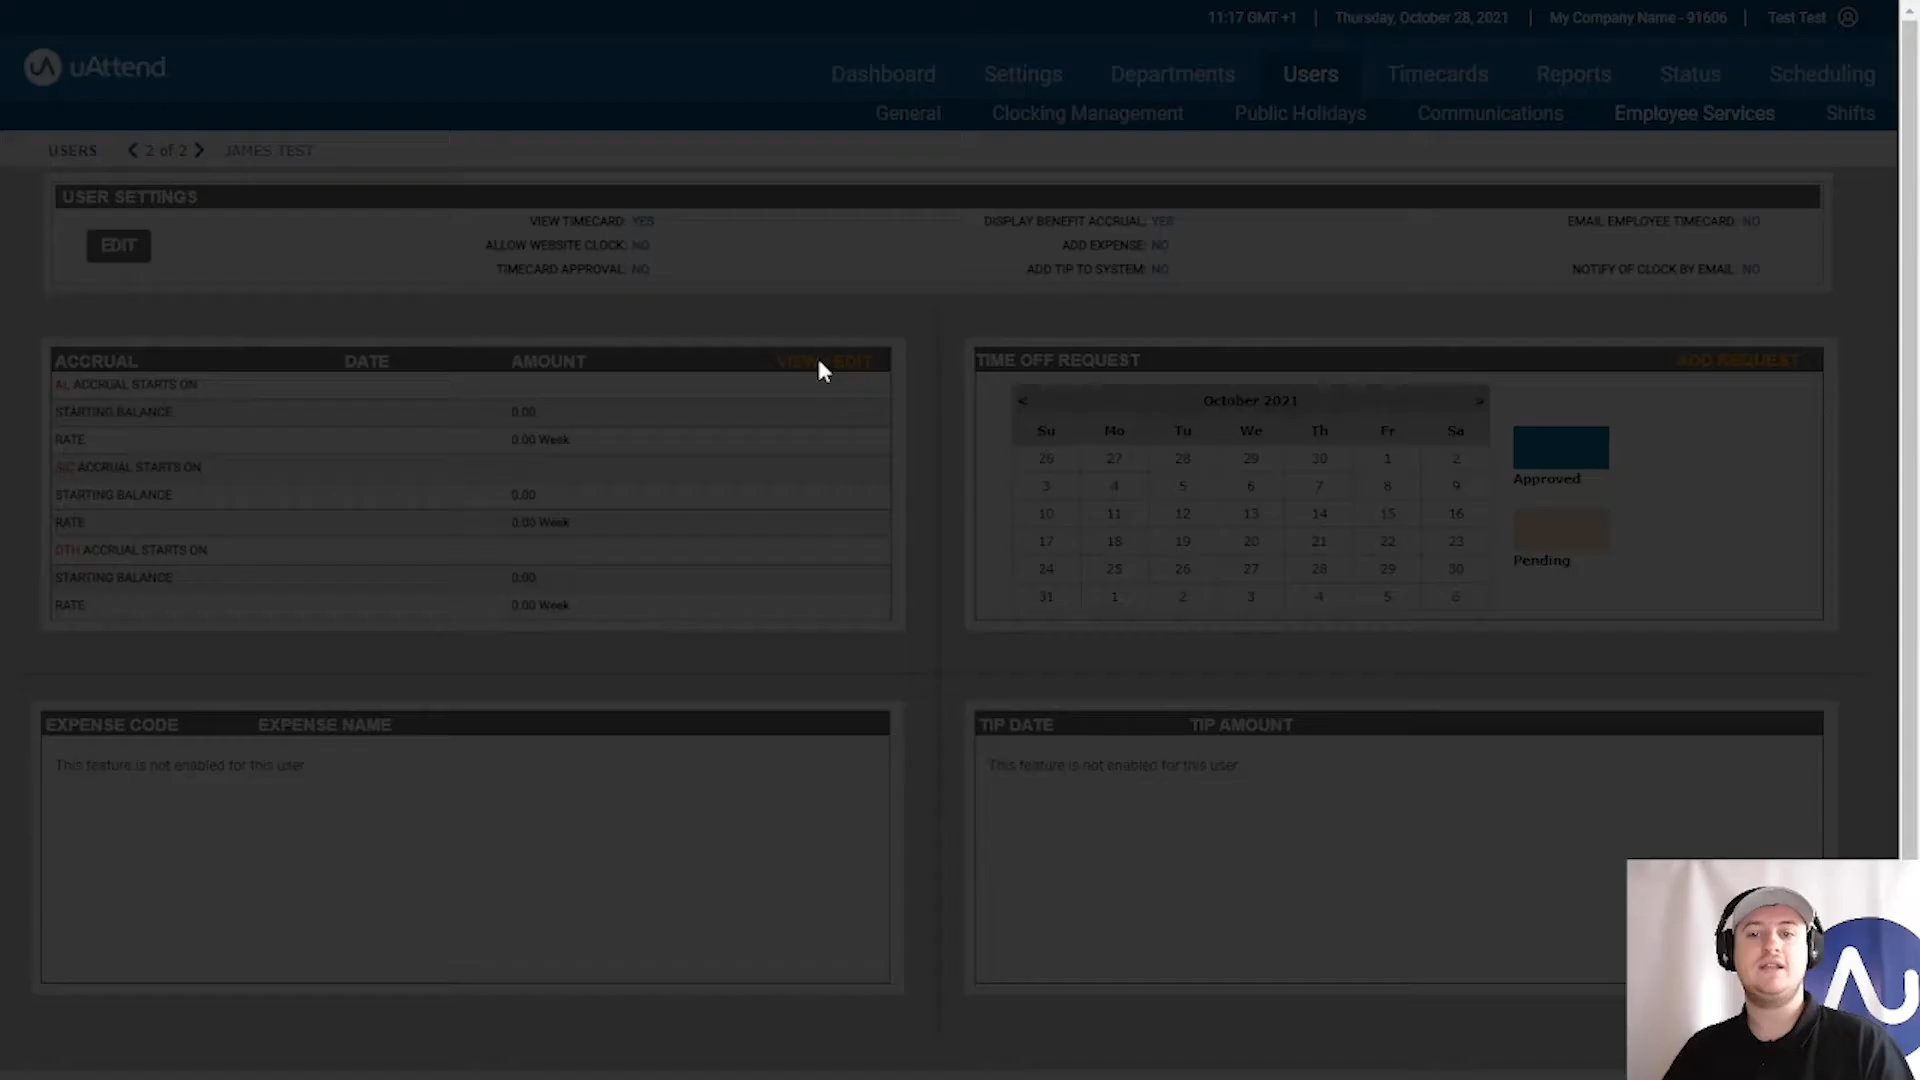 11:17 GMT +1 | Thursday, October 28, 2021 | My Company Name - 91606 | Test Test
uAttend
Dashboard Settings Departments Users Timecards Reports Status Scheduling
General Clocking Management Public Holidays Communications Employee Services Shifts
USERS < 2 of 2 > JAMES TEST
USER SETTINGS
EDIT
VIEW TIMECARD: YES
ALLOW WEBSITE CLOCK: NO
TIMECARD APPROVAL: NO
DISPLAY BENEFIT ACCRUAL: YES
ADD EXPENSE: NO
ADD TIP TO SYSTEM: NO
EMAIL EMPLOYEE TIMECARD: NO
NOTIFY OF CLOCK BY EMAIL: NO
ACCRUAL DATE AMOUNT VIEW EDIT
AL ACCRUAL STARTS ON
STARTING BALANCE 0.00
RATE 0.00 Week
SIC ACCRUAL STARTS ON
STARTING BALANCE 0.00
RATE 0.00 Week
OTH ACCRUAL STARTS ON
STARTING BALANCE 0.00
RATE 0.00 Week
TIME OFF REQUEST ADD REQUEST
< October 2021 >
Su Mo Tu We Th Fr Sa
26 27 28 29 30 1 2
3 4 5 6 7 8 9
10 11 12 13 14 15 16
17 18 19 20 21 22 23
24 25 26 27 28 29 30
31 1 2 3 4 5 6
Approved
Pending
EXPENSE CODE EXPENSE NAME
This feature is not enabled for this user
TIP DATE TIP AMOUNT
This feature is not enabled for this user